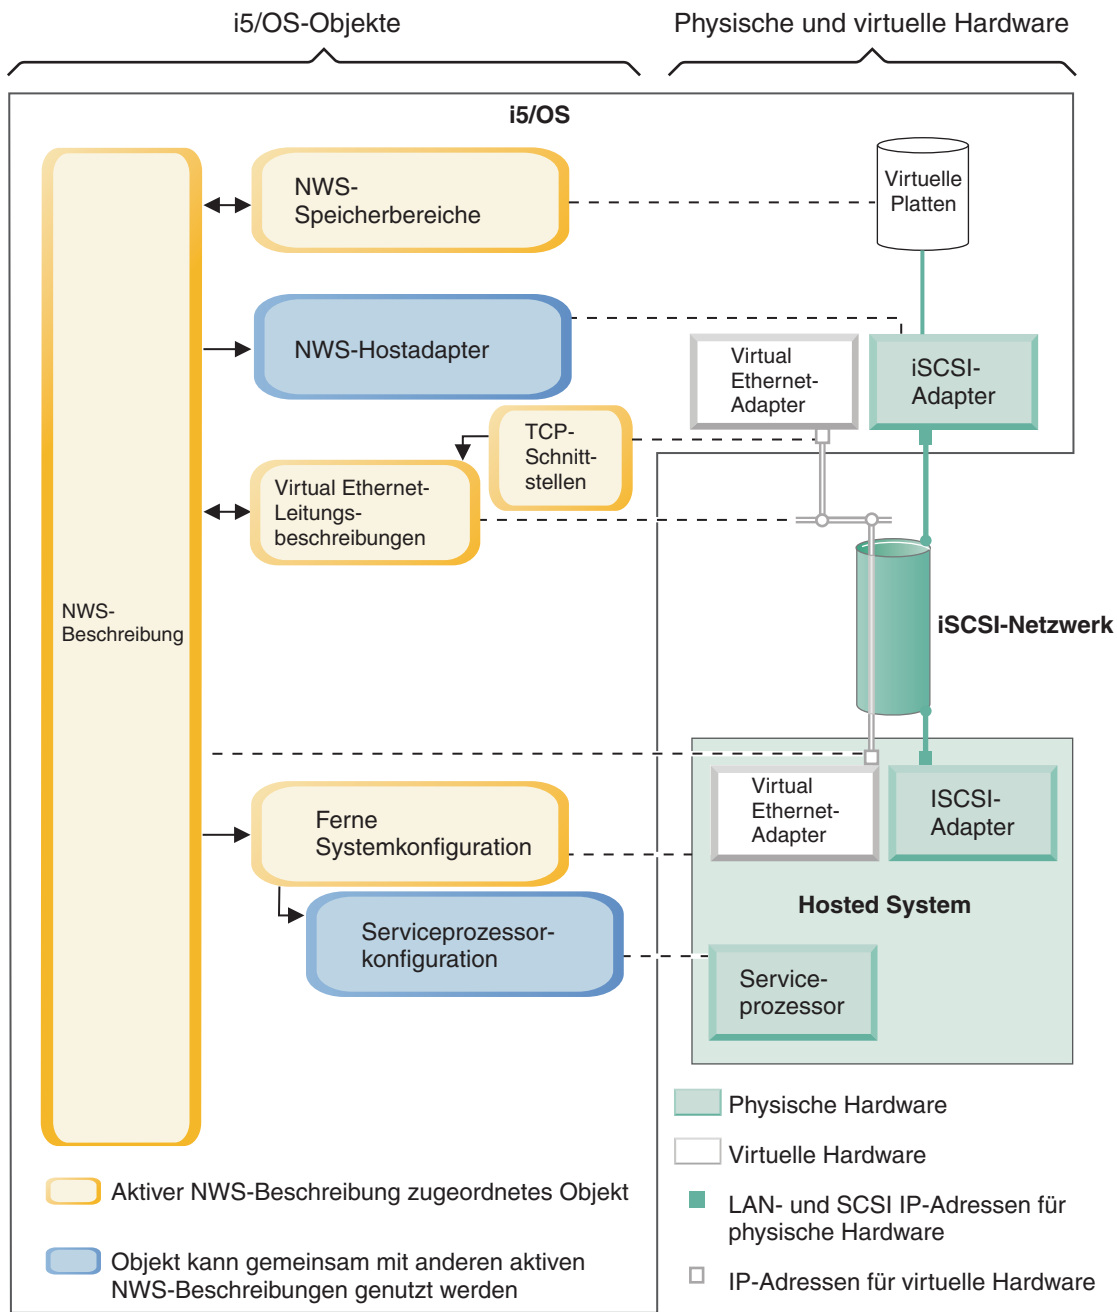 i5/OS-Objekte
Physische und virtuelle Hardware
i5/OS
NWS-
Speicherbereiche
Virtuelle
Platten
NWS-Hostadapter
Virtual
Ethernet-
Adapter
iSCSI-
Adapter
TCP-
Schnitt-
stellen
Virtual Ethernet-
Leitungs-
beschreibungen
NWS-
Beschreibung
iSCSI-Netzwerk
Ferne
Systemkonfiguration
Virtual
Ethernet-
Adapter
ISCSI-
Adapter
Hosted System
Serviceprozessor-
konfiguration
Service-
prozessor
Physische Hardware
Virtuelle Hardware
LAN- und SCSI IP-Adressen für
physische Hardware
IP-Adressen für virtuelle Hardware
Aktiver NWS-Beschreibung zugeordnetes Objekt
Objekt kann gemeinsam mit anderen aktiven
NWS-Beschreibungen genutzt werden